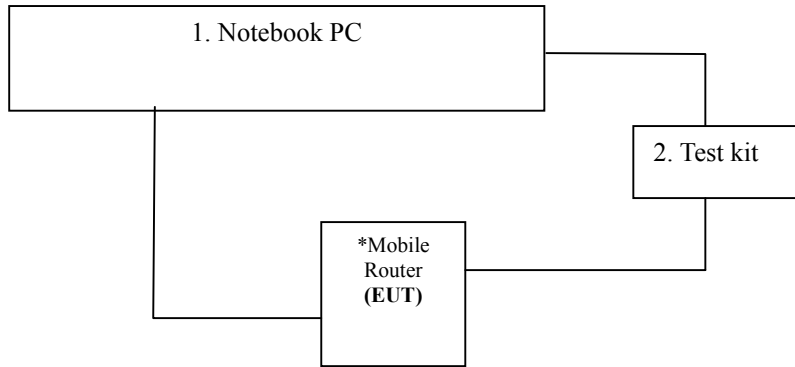 1. Notebook PC
2. Test kit
*Mobile
Router
(EUT)